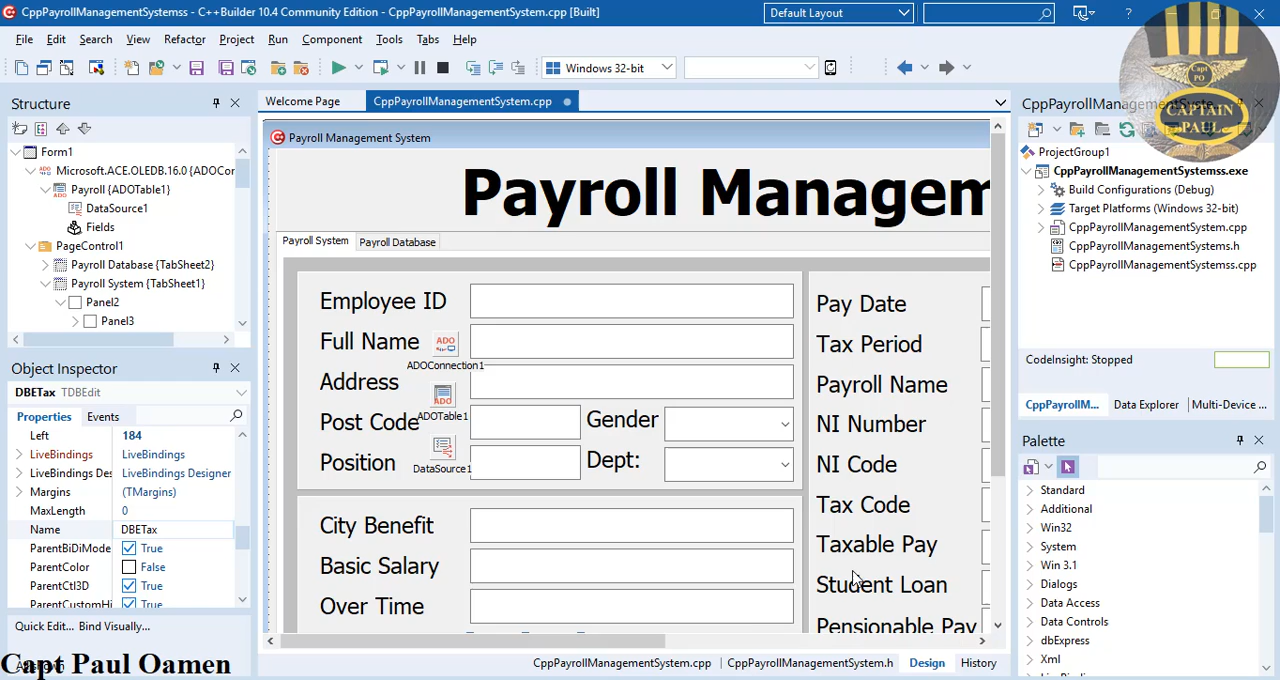 CppPayrollManagementSystemss - C++Builder 10.4 Community Edition - CppPayrollManagementSystem.cpp [Built]
Default Layout
File Edit Search View Refactor Project Run Component Tools Tabs Help
Windows 32-bit
Capt
PO
CAPTAIN
PAUL
Structure
Form1
Microsoft.ACE.OLEDB.16.0 {ADOCor
Payroll {ADOTable1}
DataSource1
Fields
PageControl1
Payroll Database {TabSheet2}
Payroll System {TabSheet1}
Panel2
Panel3
Object Inspector
DBETax TDBEdit
Properties Events
Left 184
LiveBindings LiveBindings
LiveBindings Des LiveBindings Designer
Margins (TMargins)
MaxLength 0
Name DBETax
ParentBiDiMode True
ParentColor False
ParentCtl3D True
ParentCustomHi True
Quick Edit... Bind Visually...
Capt Paul Oamen
Welcome Page CppPayrollManagementSystem.cpp
Payroll Management System
Payroll Managem
Payroll System Payroll Database
Employee ID
Full Name
ADO
ADOConnection1
Address
ADO
ADOTable1
Post Code Gender
Position Dept:
DataSource1
City Benefit
Basic Salary
Over Time
Pay Date
Tax Period
Payroll Name
NI Number
NI Code
Tax Code
Taxable Pay
Student Loan
Pensionable Pay
CppPayrollManagementSystem.cpp CppPayrollManagementSystem.h Design History
CppPayrollManagementSyste
ProjectGroup1
CppPayrollManagementSystemss.exe
Build Configurations (Debug)
Target Platforms (Windows 32-bit)
CppPayrollManagementSystem.cpp
CppPayrollManagementSystems.h
CppPayrollManagementSystemss.cpp
CodeInsight: Stopped
CppPayrollM... Data Explorer Multi-Device ...
Palette
Standard
Additional
Win32
System
Win 3.1
Dialogs
Data Access
Data Controls
dbExpress
Xml